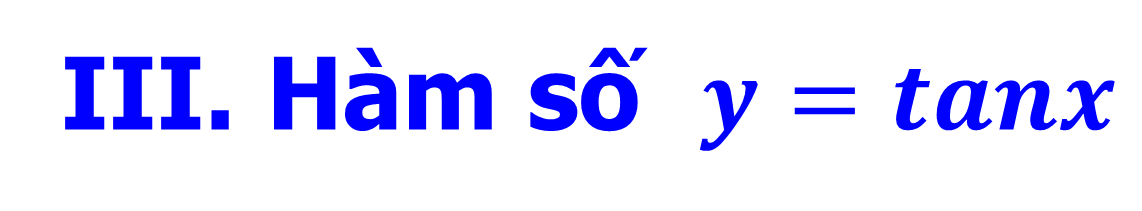 III. Hàm số y = tanx